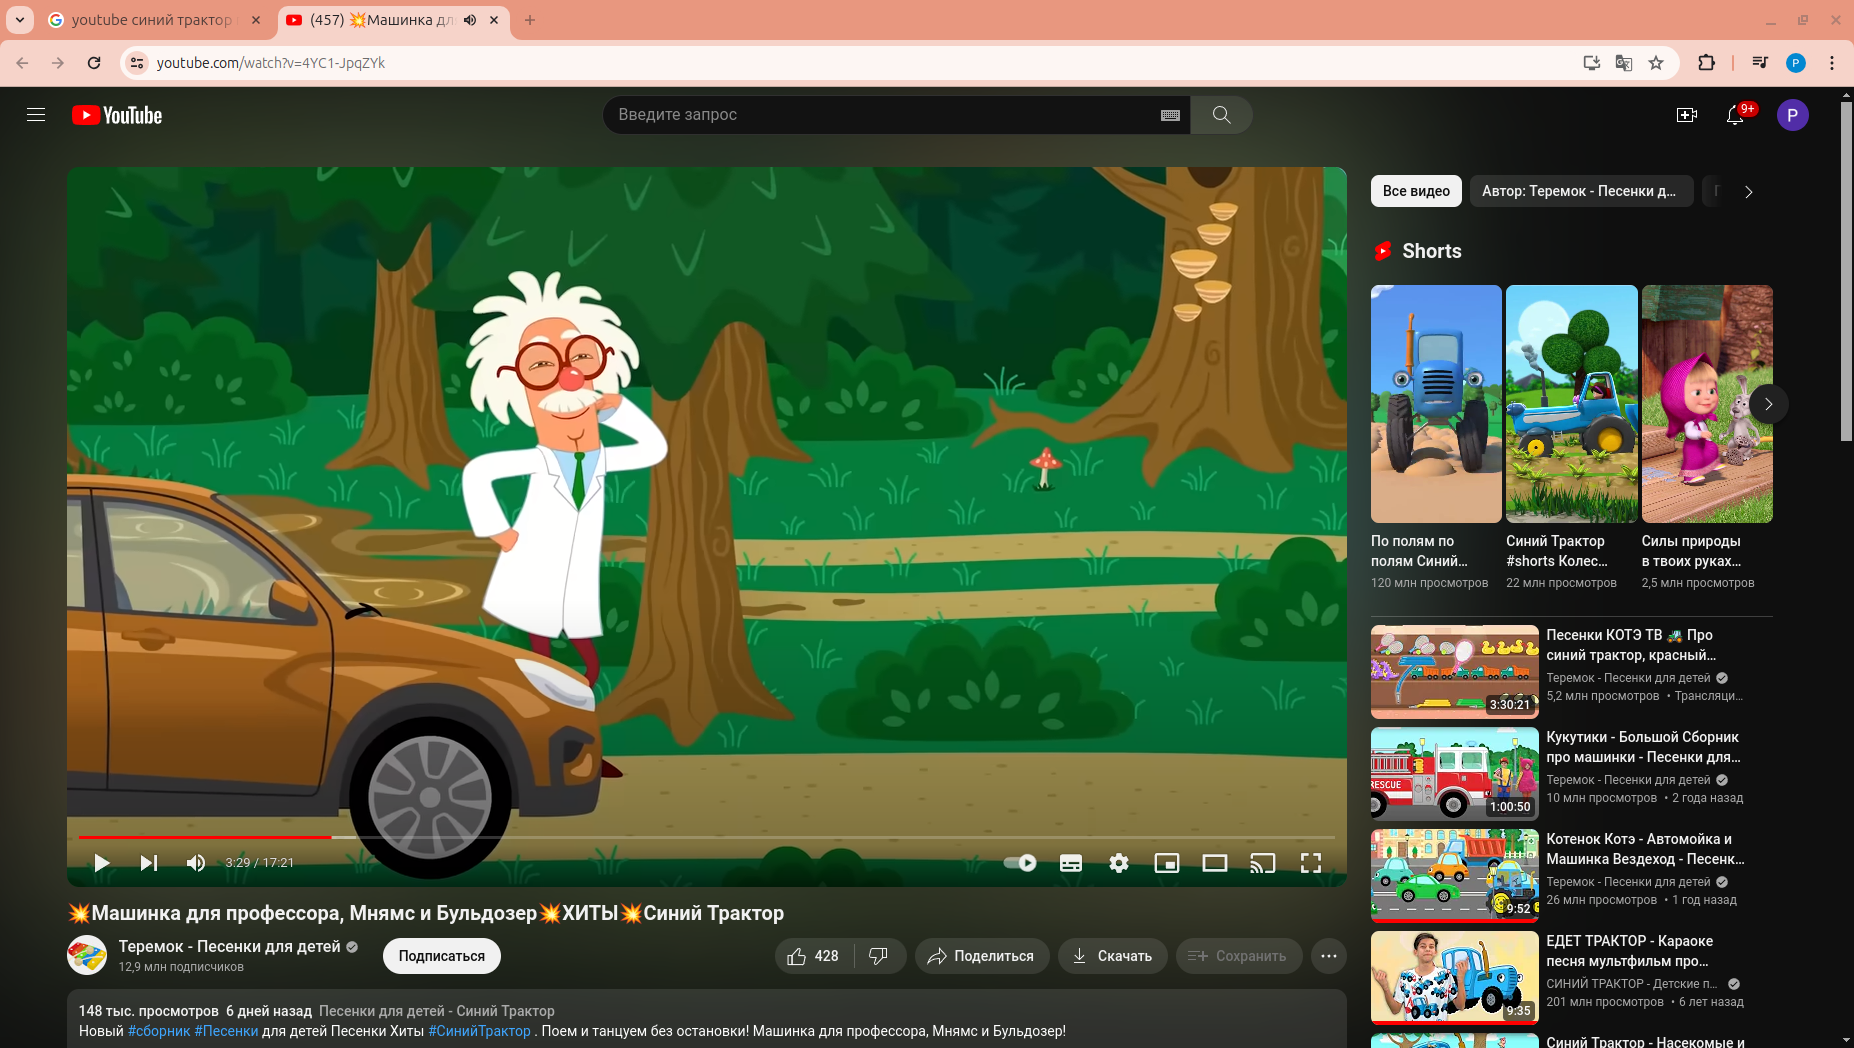 youtube синий трактор
(457) 💥Машинка дл
youtube.com/watch?v=4YC1-JpqZYk
P
YouTube
Введите запрос
9+
P
Все видео
Автор: Теремок - Песенки д...
Shorts
По полям по
полям Синий...
120 млн просмотров
Синий Трактор
#shorts Колес...
22 млн просмотров
Силы природы
в твоих руках...
2,5 млн просмотров
Песенки КОТЭ ТВ 🚜 Про
синий трактор, красный...
Теремок - Песенки для детей
5,2 млн просмотров • Трансляци...
3:30:21
Кукутики - Большой Сборник
про машинки - Песенки для...
Теремок - Песенки для детей
10 млн просмотров • 2 года назад
RESCUE
1:00:50
Котенок Котэ - Автомойка и
Машинка Вездеход - Песенк...
Теремок - Песенки для детей
26 млн просмотров • 1 год назад
9:52
ЕДЕТ ТРАКТОР - Караоке
песня мультфильм про...
СИНИЙ ТРАКТОР - Детские п...
201 млн просмотров • 6 лет назад
9:35
Синий Трактор - Насекомые и
3:29 / 17:21
💥Машинка для профессора, Мнямс и Бульдозер💥ХИТЫ💥Синий Трактор
Теремок - Песенки для детей
12,9 млн подписчиков
Подписаться
428
Поделиться
Скачать
Сохранить
148 тыс. просмотров 6 дней назад Песенки для детей - Синий Трактор
Новый #сборник #Песенки для детей Песенки Хиты #СинийТрактор . Поем и танцуем без остановки! Машинка для профессора, Мнямс и Бульдозер!